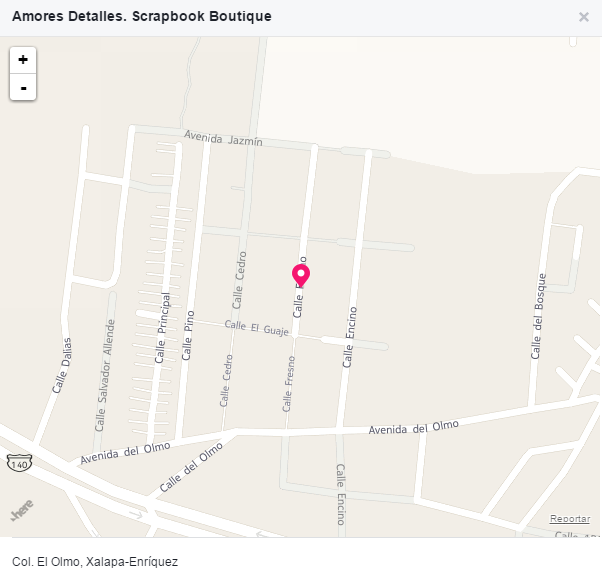 Amores Detalles. Scrapbook Boutique
×
+
-
Avenida Jazmín
Calle Cedro
Calle
Calle Principal
Calle Pino
Calle El Guaje
Calle Encino
Calle del Bosque
Calle Dalias
Calle Salvador Allende
Calle Cedro
Calle Fresno
Avenida del Olmo
Avenida del Olmo
Calle del Olmo
140
Calle Encino
here
Reportar
Col. El Olmo, Xalapa-Enríquez